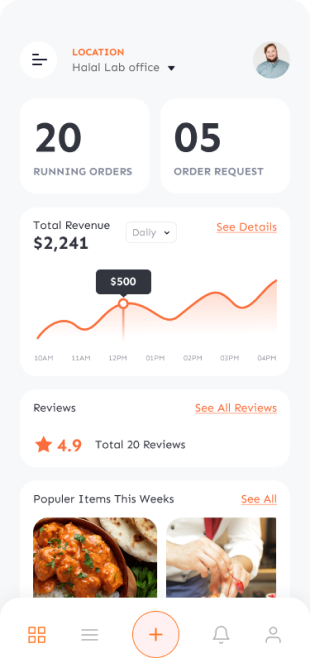 LOCATION
Halal Lab office
20
RUNNING ORDERS
05
ORDER REQUEST
Total Revenue
$2,241
Daily
See Details
$500
10AM 11AM 12PM 01PM 02PM 03PM 04PM
Reviews
See All Reviews
4.9 Total 20 Reviews
Populer Items This Weeks
See All